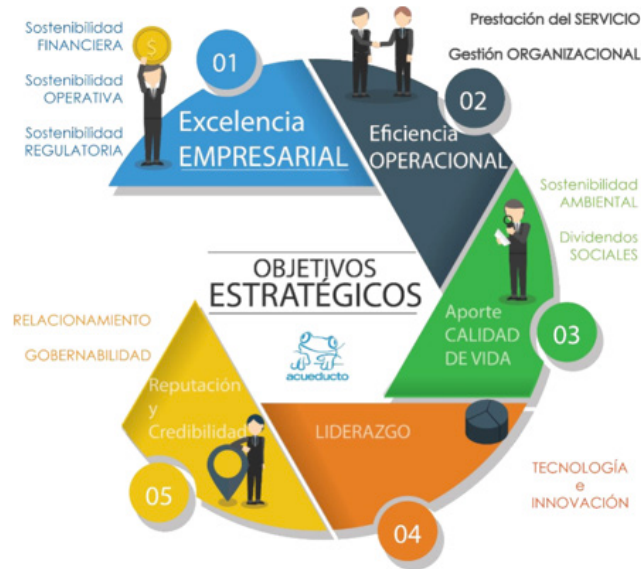 Sostenibilidad
FINANCIERA
Sostenibilidad
OPERATIVA
Sostenibilidad
REGULATORIA
$
01
Excelencia
EMPRESARIAL
Prestación del SERVICIO
Gestión ORGANIZACIONAL
02
Eficiencia
OPERACIONAL
Sostenibilidad
AMBIENTAL
Dividendos
SOCIALES
03
Aporte
CALIDAD
DE VIDA
OBJETIVOS
ESTRATÉGICOS
acueducto
TECNOLOGÍA
e
INNOVACIÓN
04
LIDERAZGO
RELACIONAMIENTO
GOBERNABILIDAD
05
Reputación
y
Credibilidad